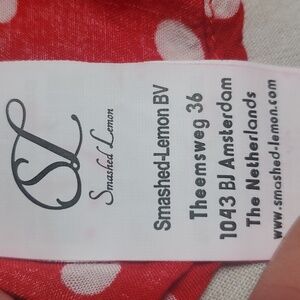 SL
Smashed Lemon
Smashed-Lemon BV
Theemsweg 36
1043 BJ Amsterdam
The Netherlands
www.smashed-lemon.com